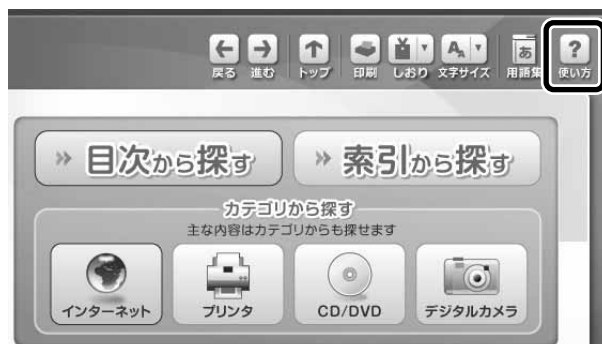 戻る 進む トップ 印刷 しおり 文字サイズ 用語集 使い方
目次から探す 索引から探す
カテゴリから探す
主な内容はカテゴリからも探せます
インターネット プリンタ CD/DVD デジタルカメラ